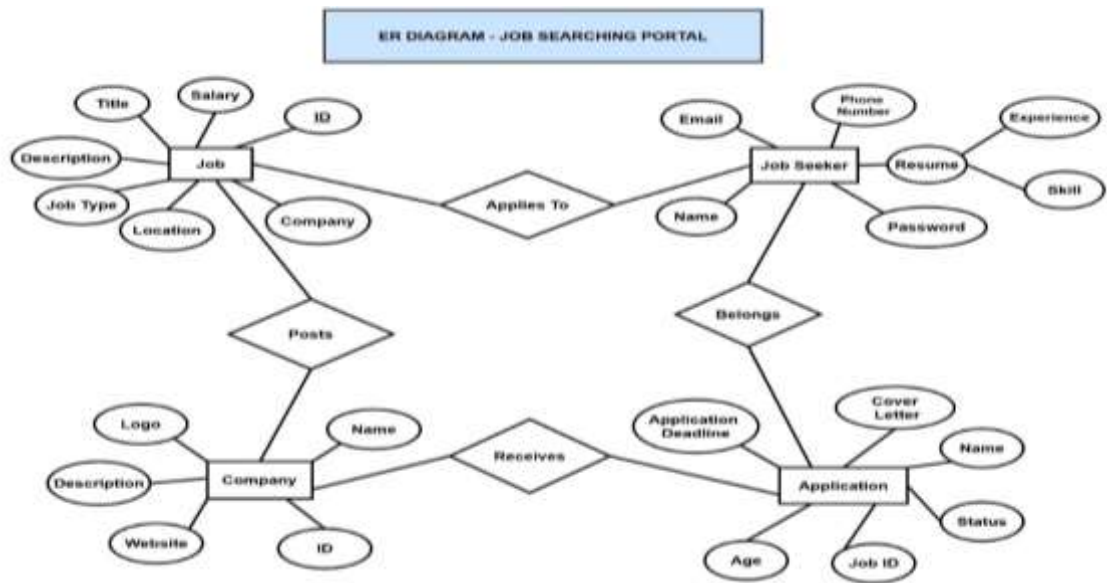 ER DIAGRAM - JOB SEARCHING PORTAL
Title
Salary
ID
Description
Job
Job Type
Location
Company
Applies To
Email
Phone
Number
Experience
Job Seeker
Resume
Skill
Name
Password
Posts
Belongs
Logo
Name
Description
Company
Website
ID
Receives
Application
Deadline
Cover
Letter
Name
Application
Status
Age
Job ID